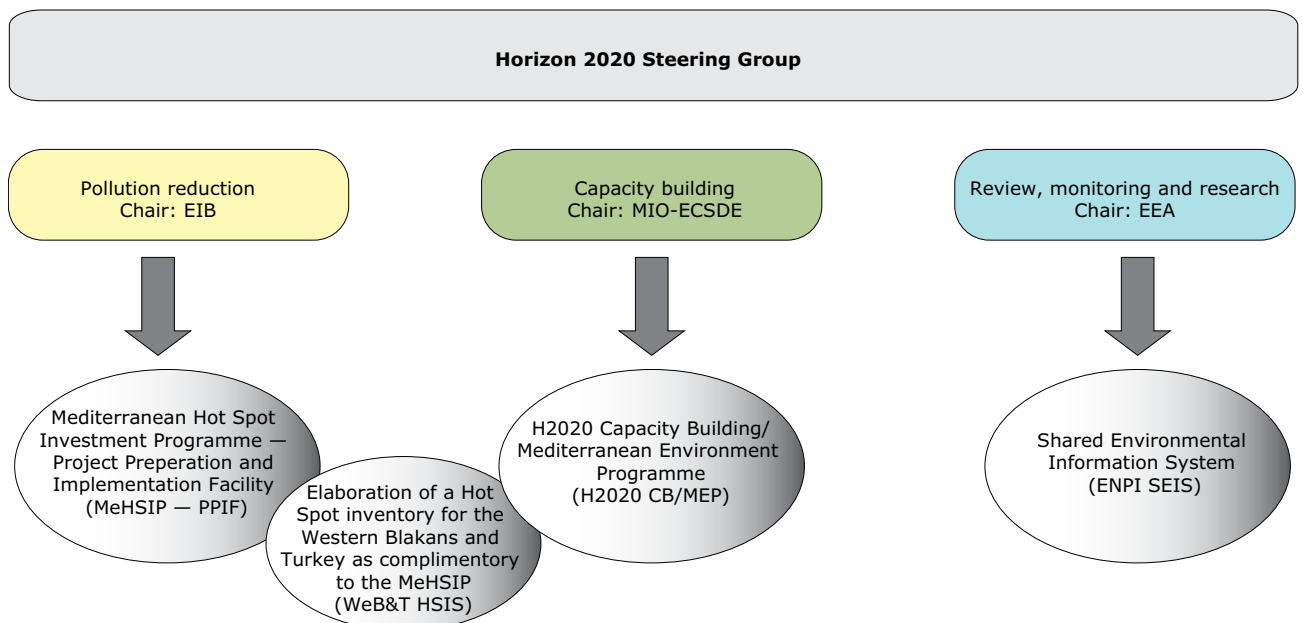 Horizon 2020 Steering Group
Pollution reduction
Chair: EIB
Capacity building
Chair: MIO-ECSDE
Review, monitoring and research
Chair: EEA
Mediterranean Hot Spot
Investment Programme —
Project Preperation and
Implementation Facility
(MeHSIP — PPIF)
Elaboration of a Hot
Spot inventory for the
Western Blakans and
Turkey as complimentory
to the MeHSIP
(WeB&T HSIS)
H2020 Capacity Building/
Mediterranean Environment
Programme
(H2020 CB/MEP)
Shared Environmental
Information System
(ENPI SEIS)